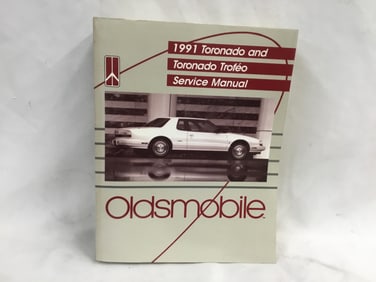 1991 Toronado and
Toronado Troféo
Service Manual
Oldsmobile